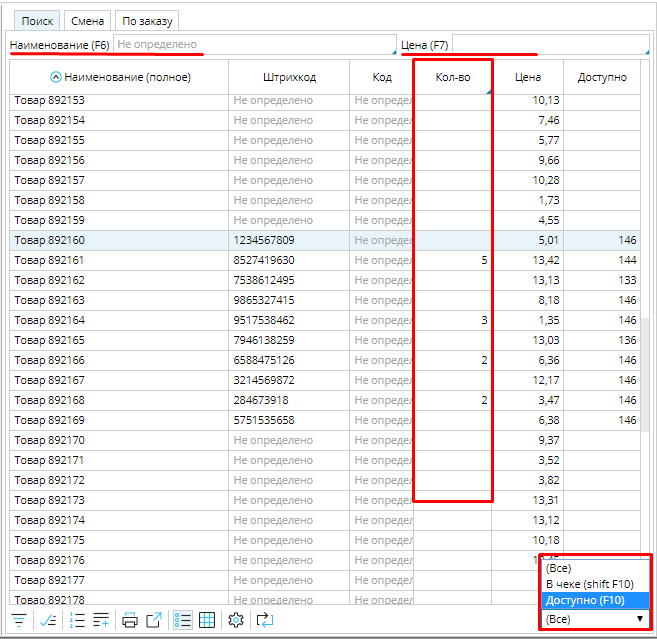 Поиск Смена По заказу
Наименование (F6) Не определено Цена (F7)
Наименование (полное) Штрихкод Код Кол-во Цена Доступно
Товар 892153 Не определено Не определ 10,13
Товар 892154 Не определено Не определ 7,46
Товар 892155 Не определено Не определ 5,77
Товар 892156 Не определено Не определ 9,66
Товар 892157 Не определено Не определ 10,28
Товар 892158 Не определено Не определ 1,73
Товар 892159 Не определено Не определ 4,55
Товар 892160 1234567809 Не определ 5,01 146
Товар 892161 8527419630 Не определ 5 13,42 144
Товар 892162 7538612495 Не определ 13,13 133
Товар 892163 9865327415 Не определ 8,18 146
Товар 892164 9517538462 Не определ 3 1,35 146
Товар 892165 7946138259 Не определ 13,03 136
Товар 892166 6588475126 Не определ 2 6,36 146
Товар 892167 3214569872 Не определ 12,17 146
Товар 892168 284673918 Не определ 2 3,47 146
Товар 892169 5751535658 Не определ 6,38 146
Товар 892170 Не определено Не определ 9,37
Товар 892171 Не определено Не определ 3,52
Товар 892172 Не определено Не определ 3,82
Товар 892173 Не определено Не определ 13,31
Товар 892174 Не определено Не определ 13,12
Товар 892175 Не определено Не определ 10,18
Товар 892176 Не определено Не определ
Товар 892177 Не определено Не определ
Товар 892178 Не определено Не определ
(Все)
В чеке (shift F10)
Доступно (F10)
(Все)